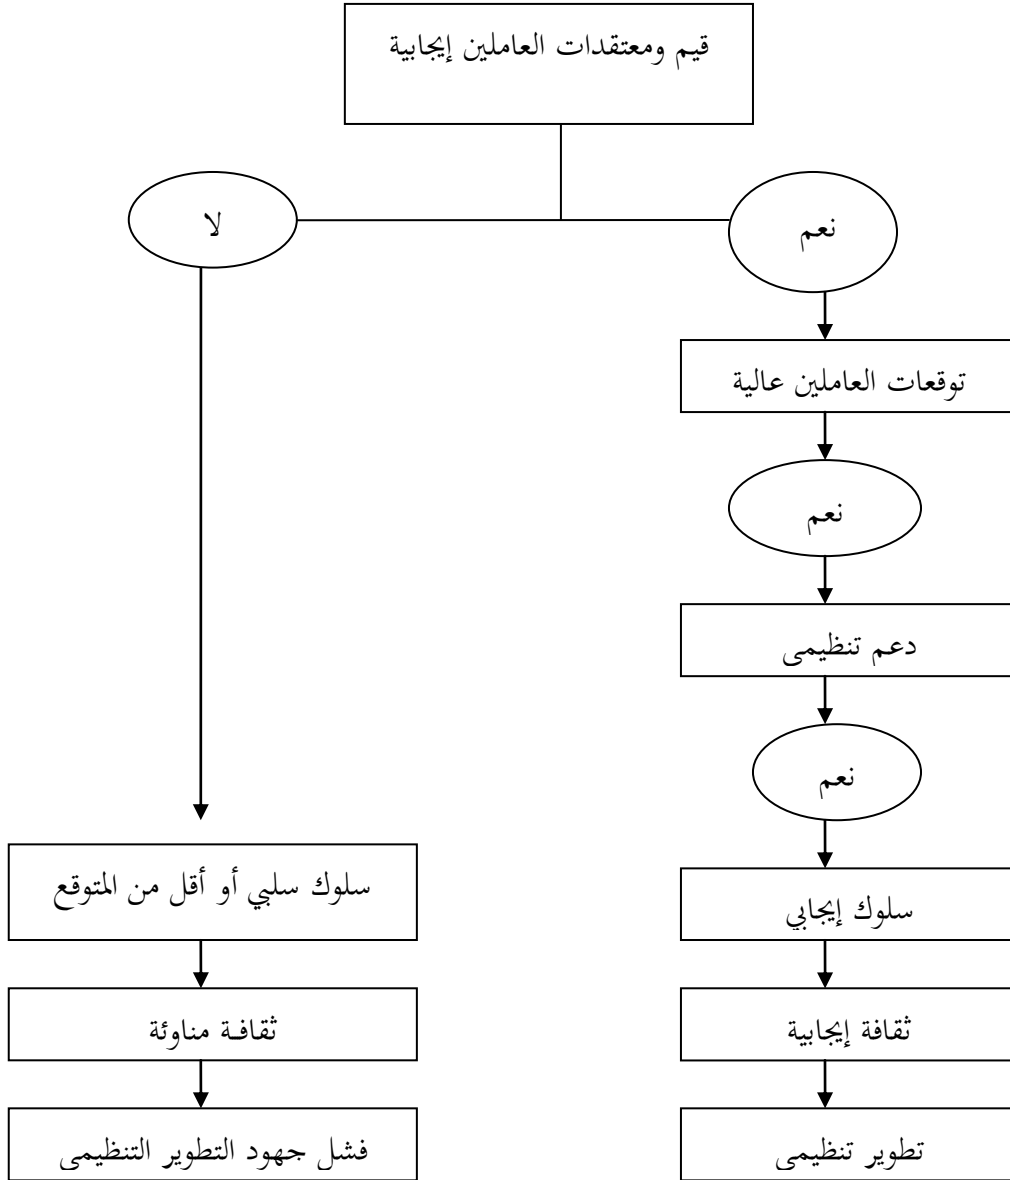 قيم ومعتقدات العاملين إيجابية
نعم
لا
توقعات العاملين عالية
نعم
دعم تنظيمى
نعم
سلوك إيجابي
سلوك سلبي أو أقل من المتوقع
ثقافة إيجابية
ثقافة مناوئة
تطوير تنظيمى
فشل جهود التطوير التنظيمى